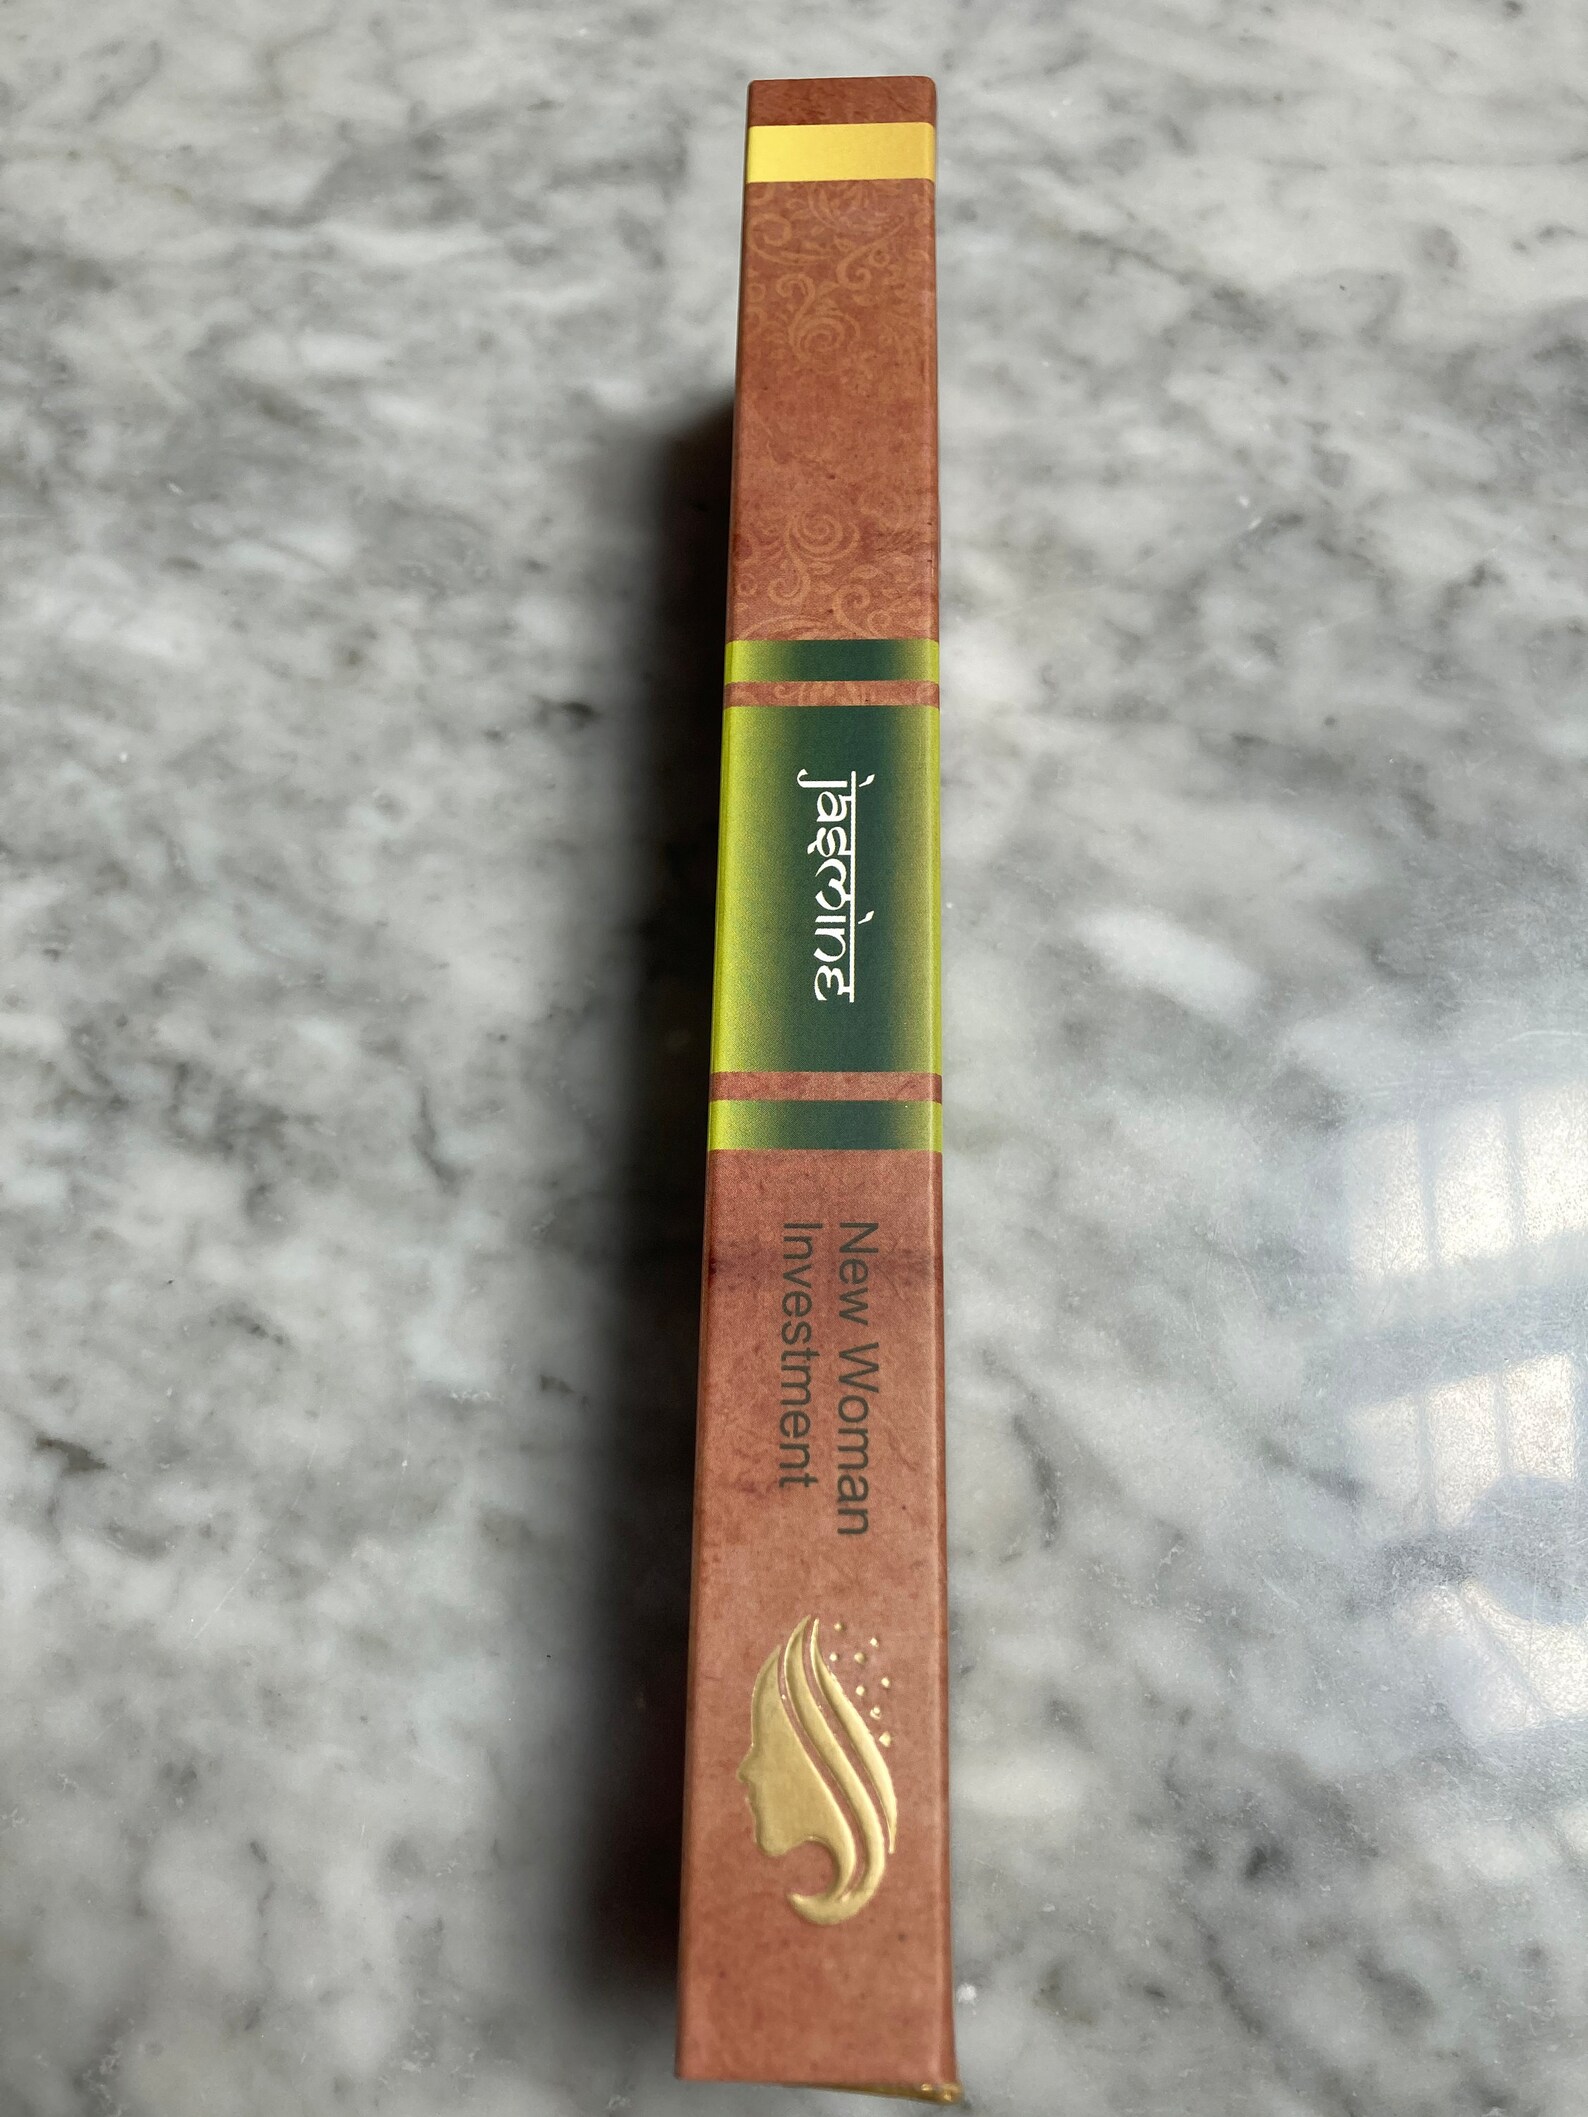 jasmine
New Woman
Investment